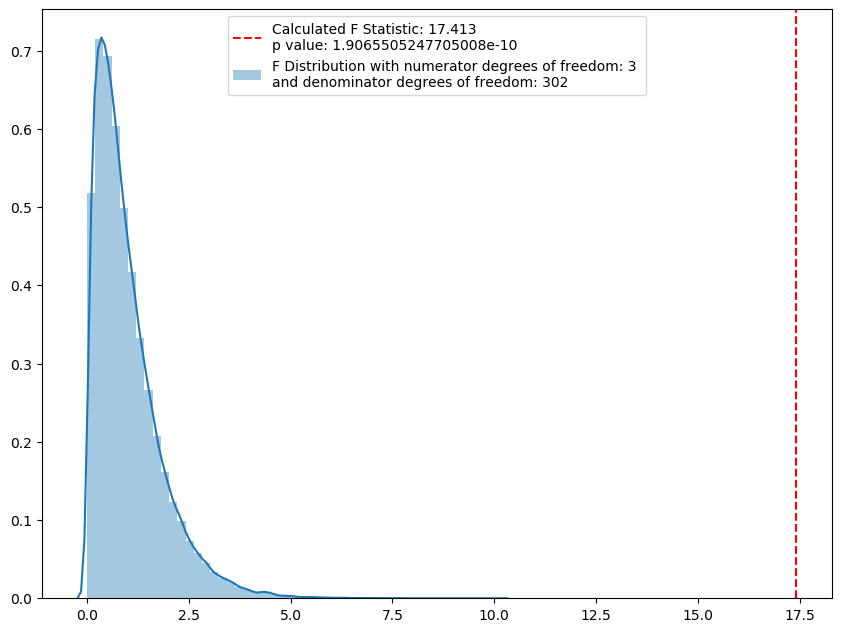 Calculated F Statistic: 17.413
p value: 1.9065505247705008e-10
F Distribution with numerator degrees of freedom: 3
and denominator degrees of freedom: 302
0.7
0.6
0.5
0.4
0.3
0.2
0.1
0.0
0.0 2.5 5.0 7.5 10.0 12.5 15.0 17.5